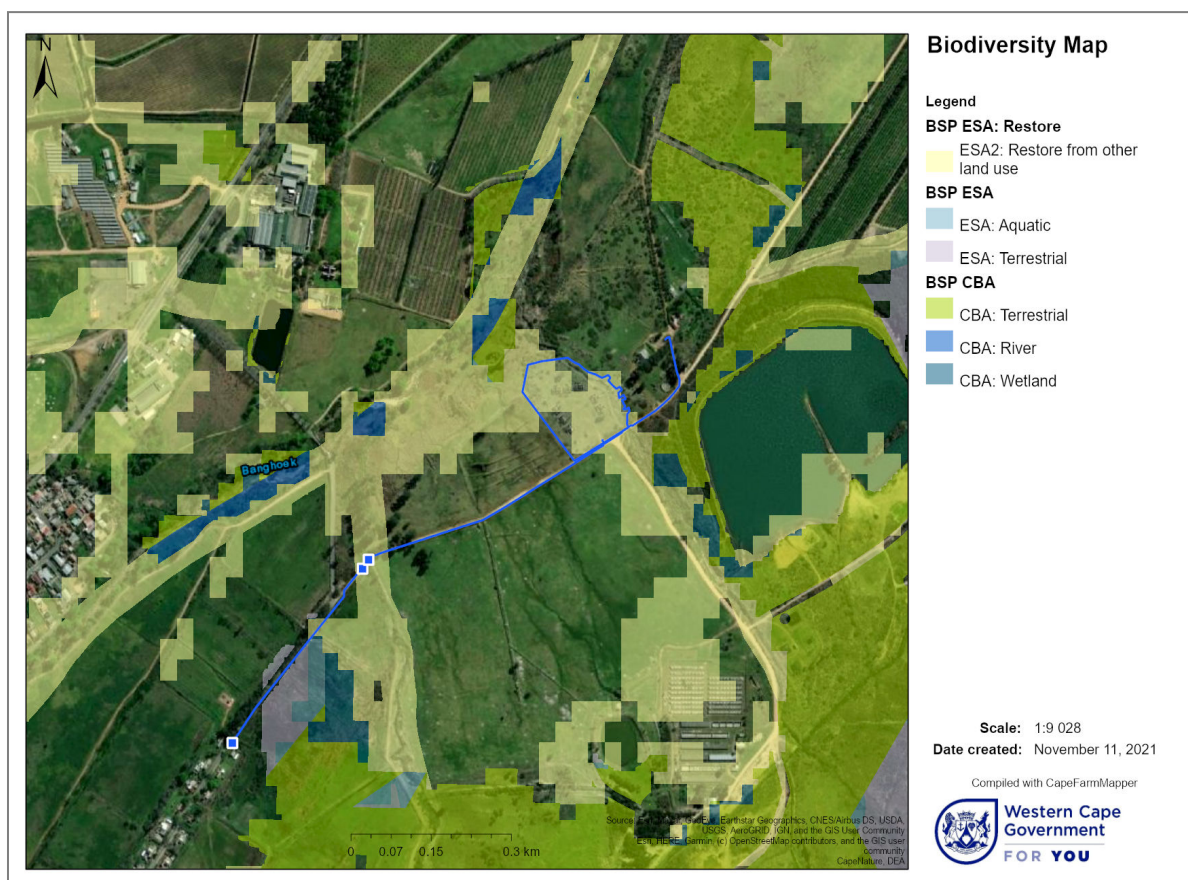 N
Banghoek
0 0.07 0.15 0.3 km
Source: Esri, Maxar, GeoEye, Earthstar Geographics, CNES/Airbus DS, USDA,
USGS, AeroGRID, IGN, and the GIS User Community
Esri, HERE, Garmin, (c) OpenStreetMap contributors, and the GIS user
community
CapeNature, DEA
Biodiversity Map
Legend
BSP ESA: Restore
ESA2: Restore from other
land use
BSP ESA
ESA: Aquatic
ESA: Terrestrial
BSP CBA
CBA: Terrestrial
CBA: River
CBA: Wetland
Scale: 1:9 028
Date created: November 11, 2021
Compiled with CapeFarmMapper
Western Cape
Government
FOR YOU